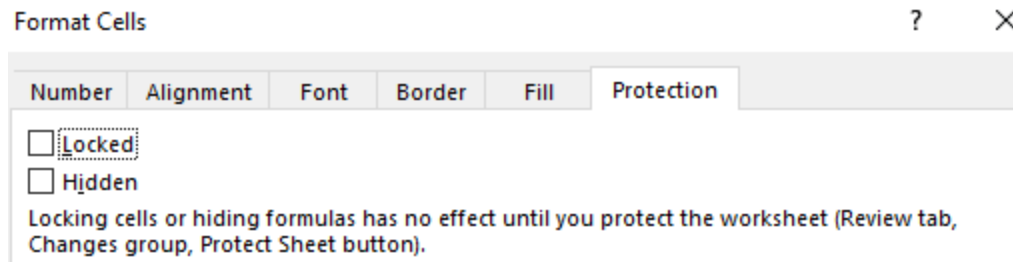 Format Cells ? ×
Number Alignment Font Border Fill Protection
Locked
Hidden
Locking cells or hiding formulas has no effect until you protect the worksheet (Review tab,
Changes group, Protect Sheet button).